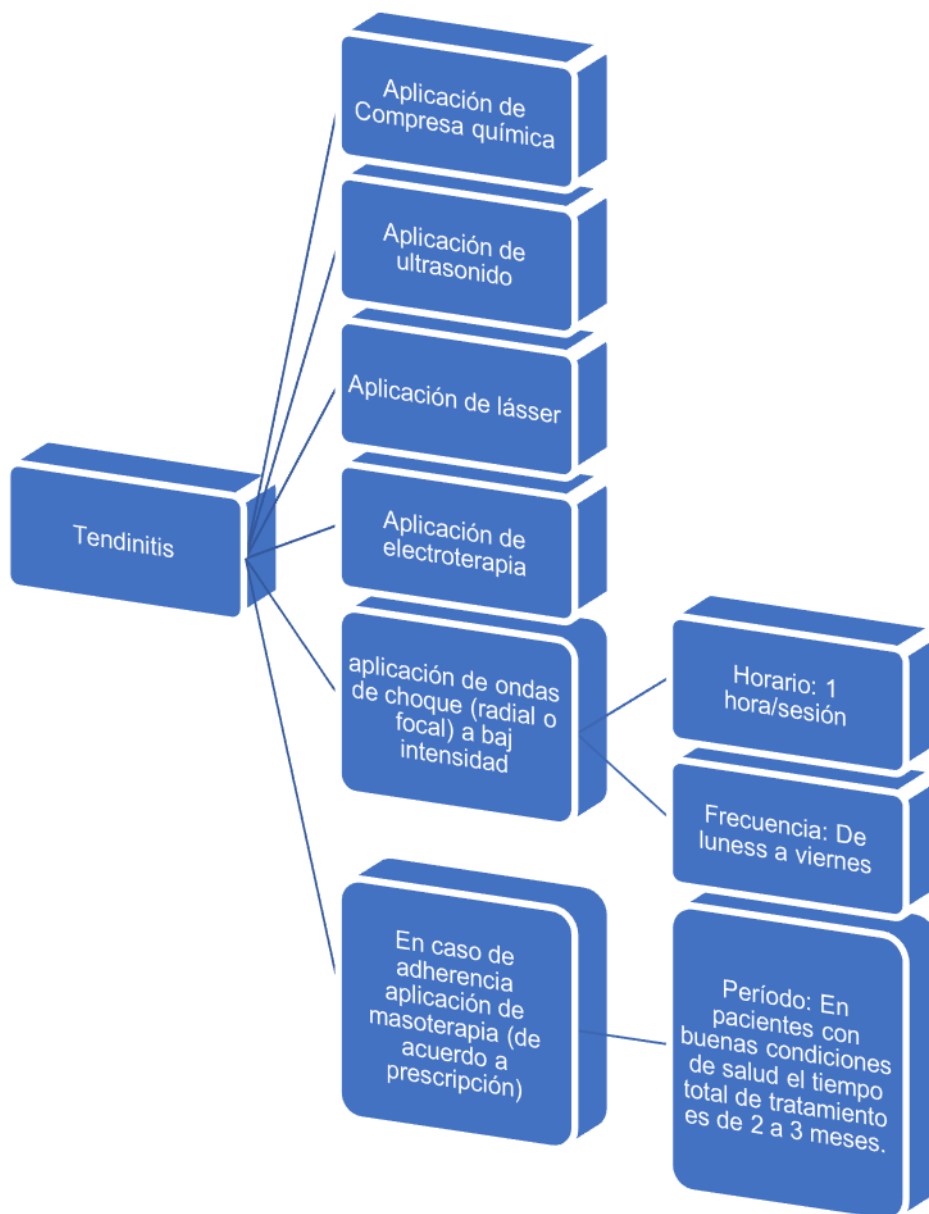 Aplicación de
Compresa química
Aplicación de
ultrasonido
Aplicación de lásser
Tendinitis
Aplicación de
electroterapia
aplicación de ondas
de choque (radial o
focal) a baj
intensidad
Horario: 1
hora/sesión
Frecuencia: De
luness a viernes
En caso de
adherencia
aplicación de
masoterapia (de
acuerdo a
prescripción)
Período: En
pacientes con
buenas condiciones
de salud el tiempo
total de tratamiento
es de 2 a 3 meses.